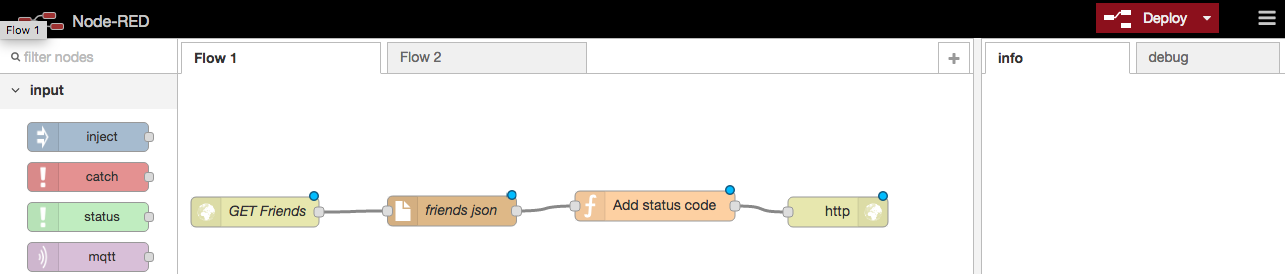 Node-RED
Flow 1
Deploy
filter nodes
Flow 1
Flow 2
+
info
debug
input
inject
catch
status
mqtt
GET Friends
friends json
Add status code
http